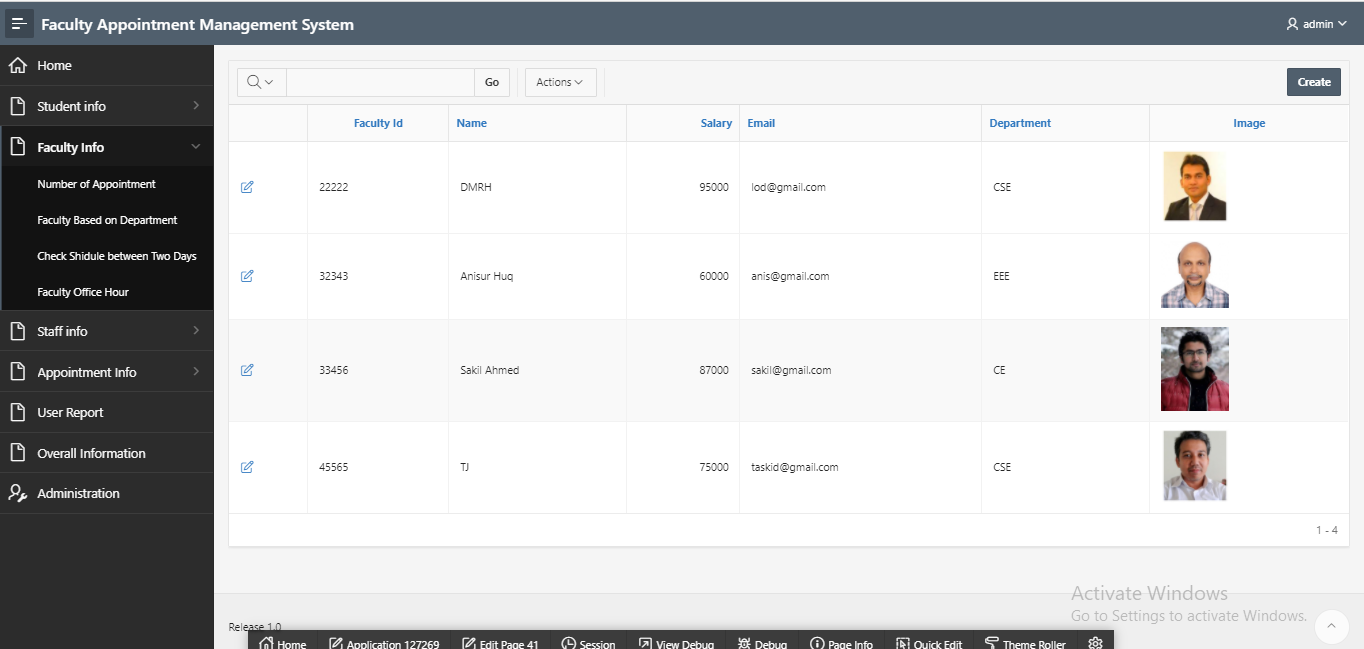 Faculty Appointment Management System
admin
Home
Student info
Faculty Info
Number of Appointment
Faculty Based on Department
Check Shidule between Two Days
Faculty Office Hour
Staff info
Appointment Info
User Report
Overall Information
Administration
Go Actions Create
Faculty Id Name Salary Email Department Image
22222 DMRH 95000 lod@gmail.com CSE
32343 Anisur Huq 60000 anis@gmail.com EEE
33456 Sakil Ahmed 87000 sakil@gmail.com CE
45565 TJ 75000 taskid@gmail.com CSE
1 - 4
Activate Windows
Go to Settings to activate Windows.
Release 1.0
Home Application 127269 Edit Page 41 Session View Debug Debug Page Info Quick Edit Theme Roller